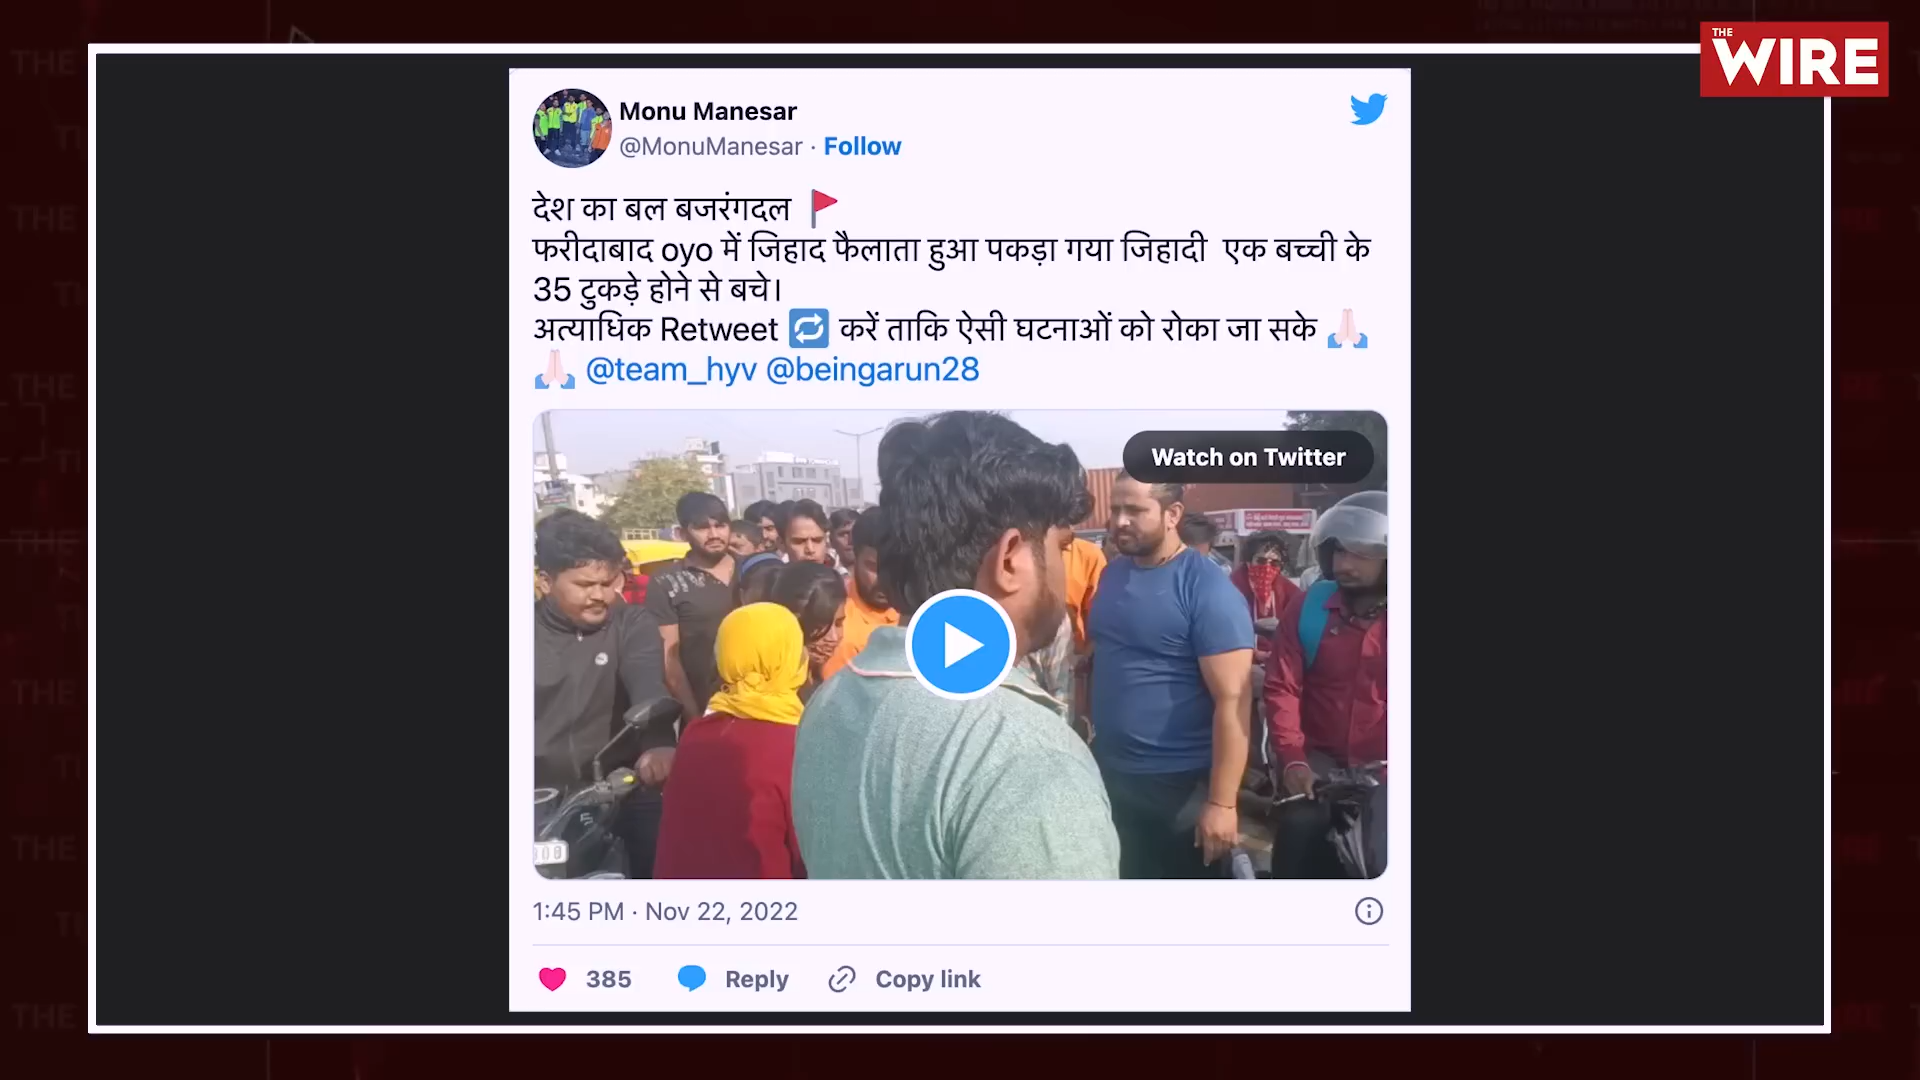 THE
WIRE
Monu Manesar
@MonuManesar · Follow
देश का बल बजरंगदल 🚩
फरीदाबाद oyo में जिहाद फैलाता हुआ पकड़ा गया जिहादी एक बच्ची के
35 टुकड़े होने से बचे।
अत्याधिक Retweet 🔁 करें ताकि ऐसी घटनाओं को रोका जा सके 🙏🏻
🙏🏻 @team_hyv @beingarun28
Watch on Twitter
1:45 PM · Nov 22, 2022
385 Reply Copy link